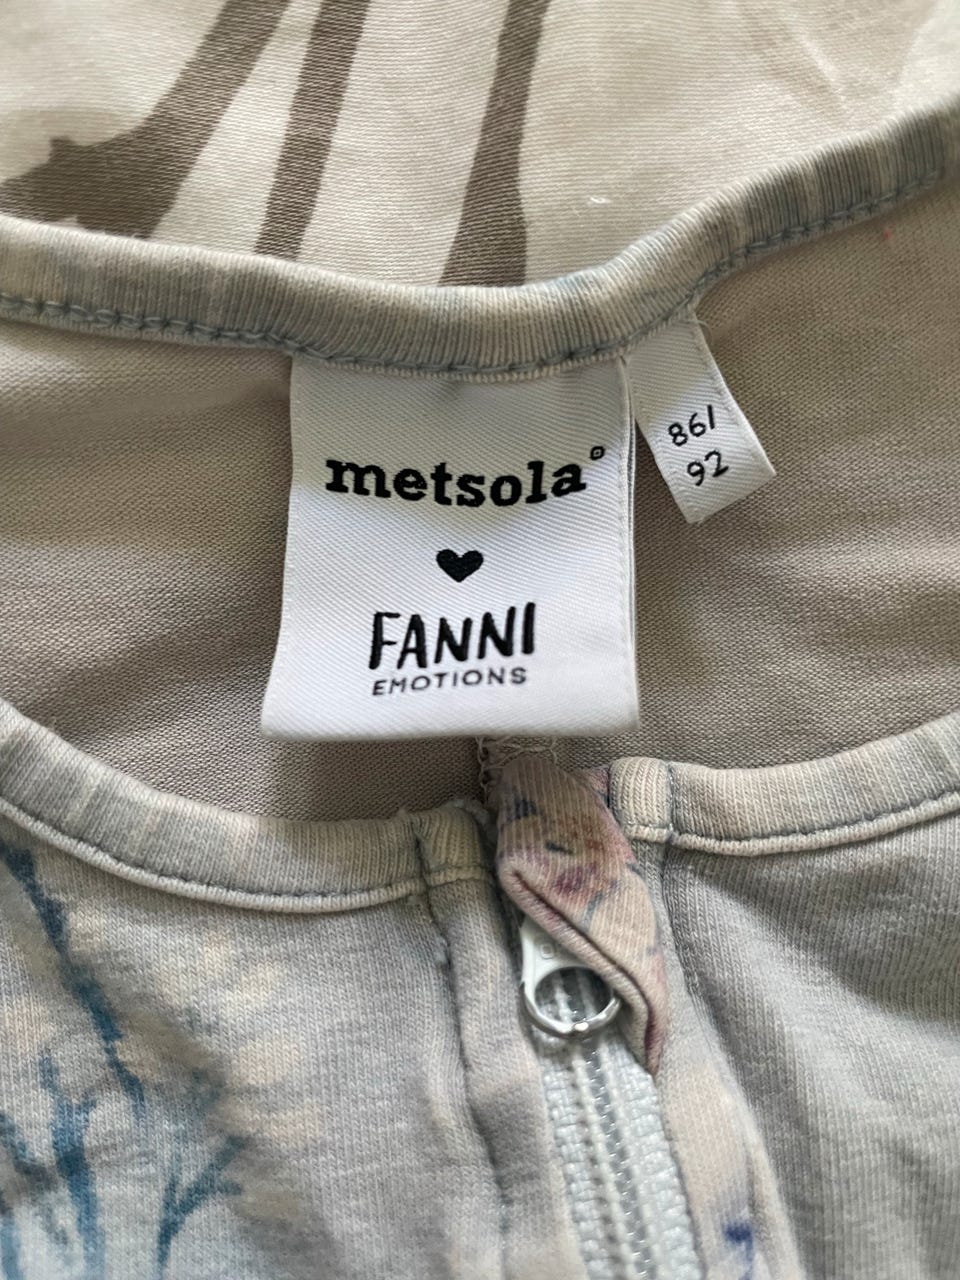 metsola
♥
FANNI
EMOTIONS
86/
92